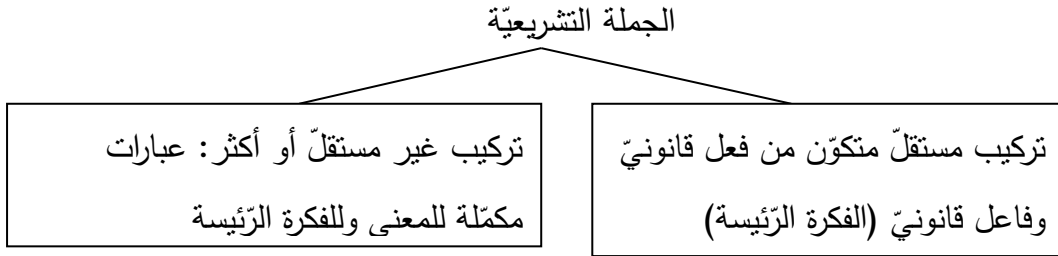 الجملة التشريعيّة
تركيب مستقلّ متكوّن من فعل قانونيّ
وفاعل قانونيّ (الفكرة الرّئيسة)
تركيب غير مستقلّ أو أكثر: عبارات
مكمّلة للمعنى وللفكرة الرّئيسة